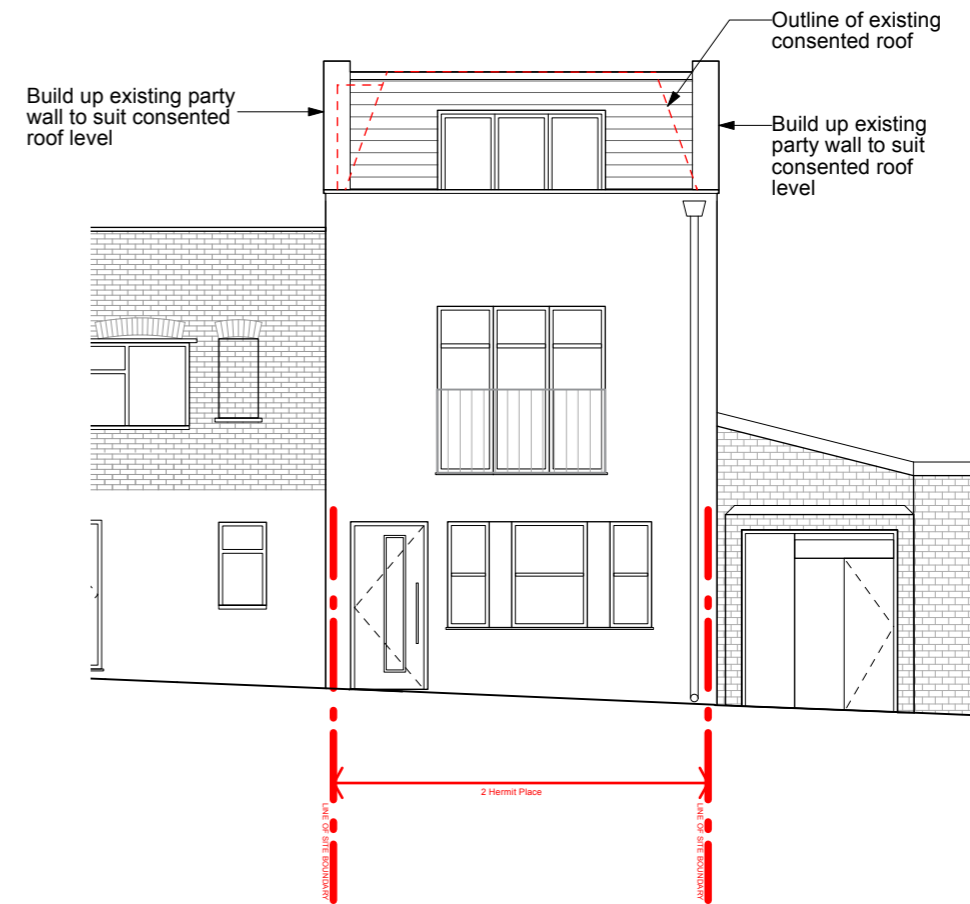 Outline of existing
consented roof
Build up existing party
wall to suit consented
roof level
Build up existing
party wall to suit
consented roof
level
2 Hermit Place
LINE OF SITE BOUNDARY
LINE OF SITE BOUNDARY